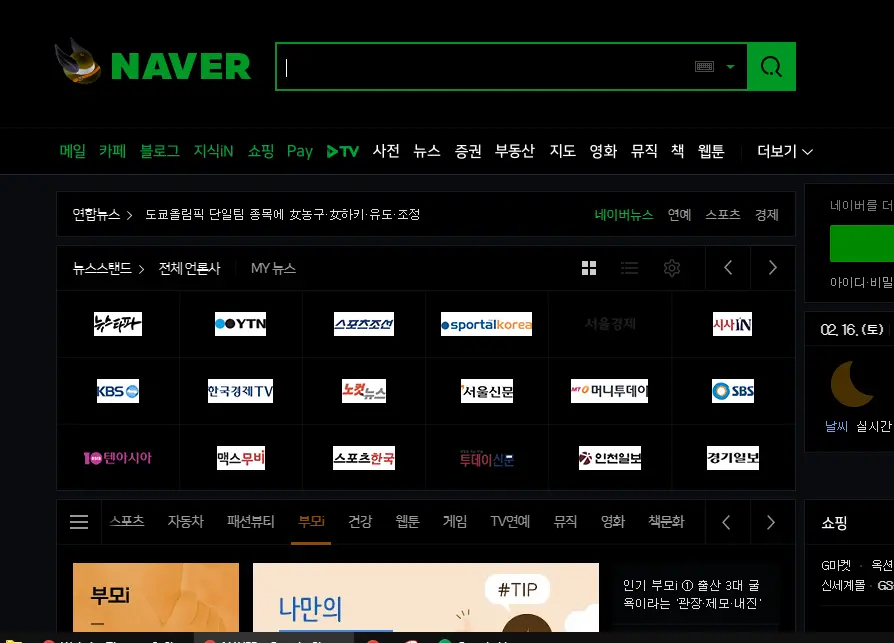 NAVER
메일 카페 블로그 지식iN 쇼핑 Pay TV 사전 뉴스 증권 부동산 지도 영화 뮤직 책 웹툰 더보기
연합뉴스 도쿄올림픽 단일팀 종목에 女농구·女하키·유도·조정 네이버뉴스 연예 스포츠 경제
네이버를 더
아이디·비밀
뉴스스탠드 전체 언론사 MY 뉴스
뉴스타파 YTN 스포츠조선 sportalkorea 서울경제 시사iN
KBS 한국경제TV 노컷뉴스 서울신문 MT 머니투데이 SBS
10 텐아시아 맥스무비 스포츠한국 투데이신문 인천일보 경기일보
02. 16. (토)
날씨 실시간
스포츠 자동차 패션뷰티 부모i 건강 웹툰 게임 TV연예 뮤직 영화 책문화
쇼핑
G마켓 · 옥션
신세계몰 · GS
부모i
나만의
#TIP
인기 부모i ① 출산 3대 굴
욕이라는 '관장·제모·내진'